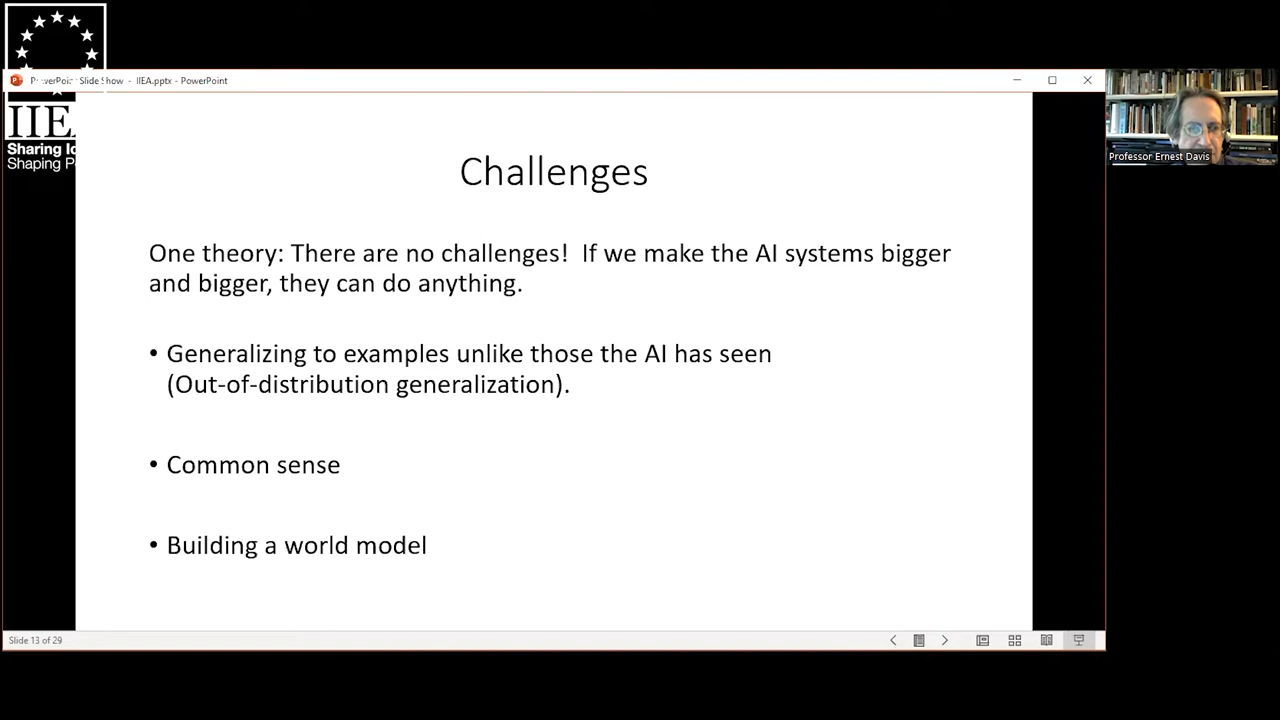 PowerPoint Slide Show - IIEA.pptx - PowerPoint
IIEA
Sharing Id
Shaping Po
Professor Ernest Davis
Challenges
One theory: There are no challenges! If we make the AI systems bigger
and bigger, they can do anything.
• Generalizing to examples unlike those the AI has seen
(Out-of-distribution generalization).
• Common sense
• Building a world model
Slide 13 of 29